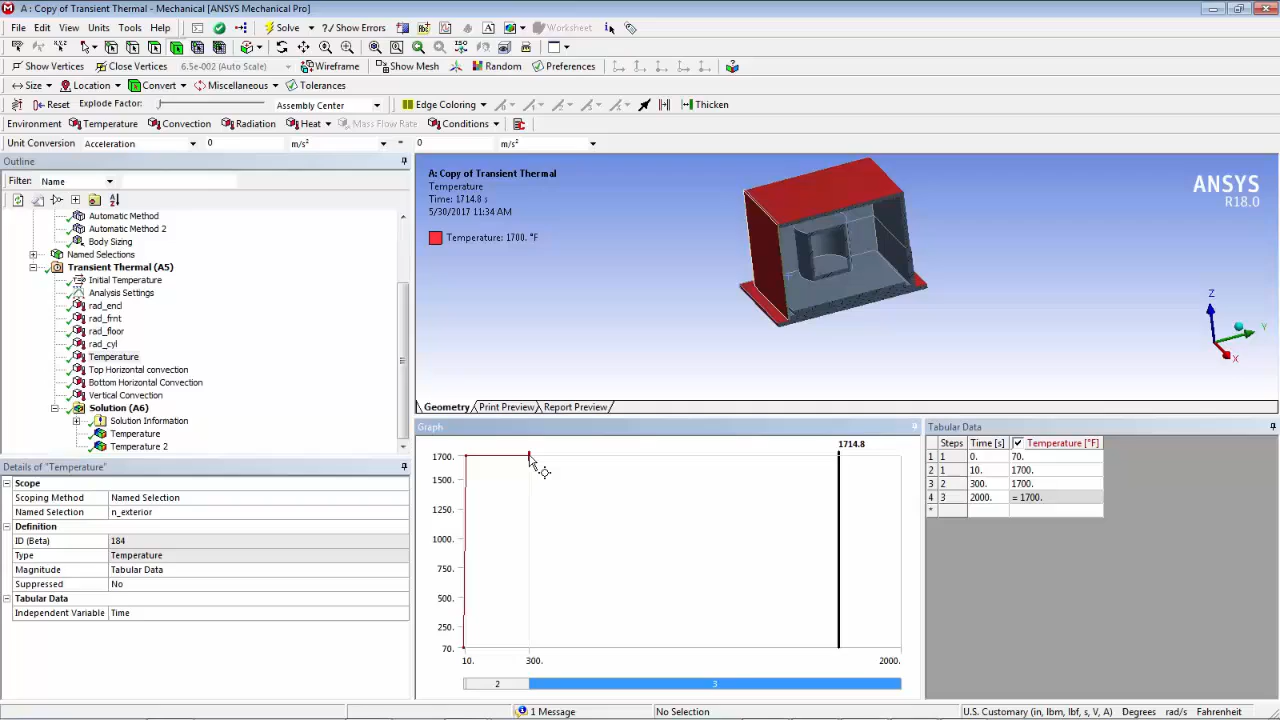 A : Copy of Transient Thermal - Mechanical [ANSYS Mechanical Pro]
File Edit View Units Tools Help Solve ?/ Show Errors Worksheet
Show Vertices Close Vertices 6.5e-002 (Auto Scale) Wireframe Show Mesh Random Preferences
Size Location Convert Miscellaneous Tolerances
Reset Explode Factor: Assembly Center Edge Coloring Thicken
Environment Temperature Convection Radiation Heat Mass Flow Rate Conditions
Unit Conversion Acceleration 0 m/s² = 0 m/s²
Outline
Filter: Name
Automatic Method
Automatic Method 2
Body Sizing
Named Selections
Transient Thermal (A5)
Initial Temperature
Analysis Settings
rad_encl
rad_frnt
rad_floor
rad_cyl
Temperature
Top Horizontal convection
Bottom Horizontal Convection
Vertical Convection
Solution (A6)
Solution Information
Temperature
Temperature 2
Details of "Temperature"
Scope
Scoping Method Named Selection
Named Selection n_exterior
Definition
ID (Beta) 184
Type Temperature
Magnitude Tabular Data
Suppressed No
Tabular Data
Independent Variable Time
A: Copy of Transient Thermal
Temperature
Time: 1714.8 s
5/30/2017 11:34 AM
Temperature: 1700. °F
ANSYS
R18.0
Z
Y
X
Geometry Print Preview Report Preview
Graph
1714.8
1700.
1500.
1250.
1000.
750.
500.
250.
70.
10. 300. 2000.
2 3
Tabular Data
Steps Time [s] Temperature [°F]
1 1 0. 70.
2 1 10. 1700.
3 2 300. 1700.
4 3 2000. = 1700.
*
1 Message No Selection U.S. Customary (in, lbm, lbf, s, V, A) Degrees rad/s Fahrenheit